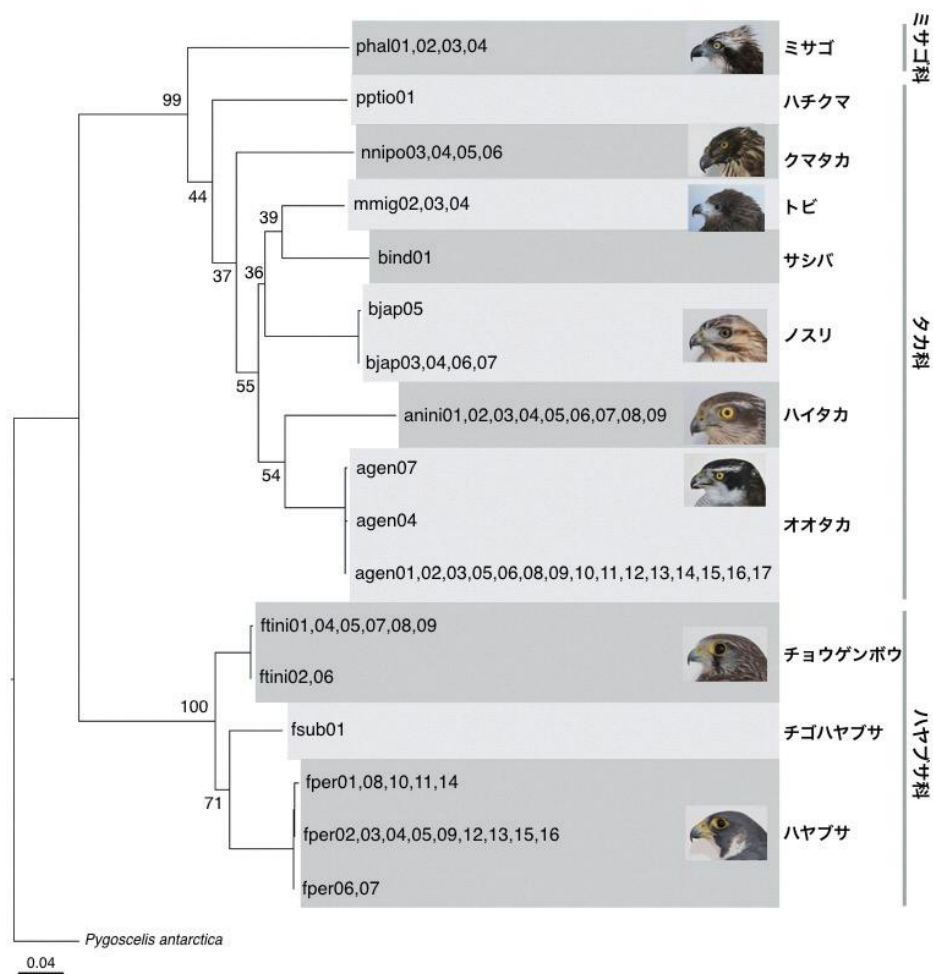 phal01,02,03,04
ミサゴ
ミサゴ科
99
pptio01
ハチクマ
44
nnipo03,04,05,06
クマタカ
mmig02,03,04
トビ
39
bind01
サシバ
37
36
bjap05
ノスリ
タカ科
bjap03,04,06,07
55
anini01,02,03,04,05,06,07,08,09
ハイタカ
agen07
54
agen04
オオタカ
agen01,02,03,05,06,08,09,10,11,12,13,14,15,16,17
ftini01,04,05,07,08,09
チョウゲンボウ
ftini02,06
100
fsub01
チゴハヤブサ
ハヤブサ科
fper01,08,10,11,14
71
fper02,03,04,05,09,12,13,15,16
ハヤブサ
fper06,07
Pygoscelis antarctica
0.04